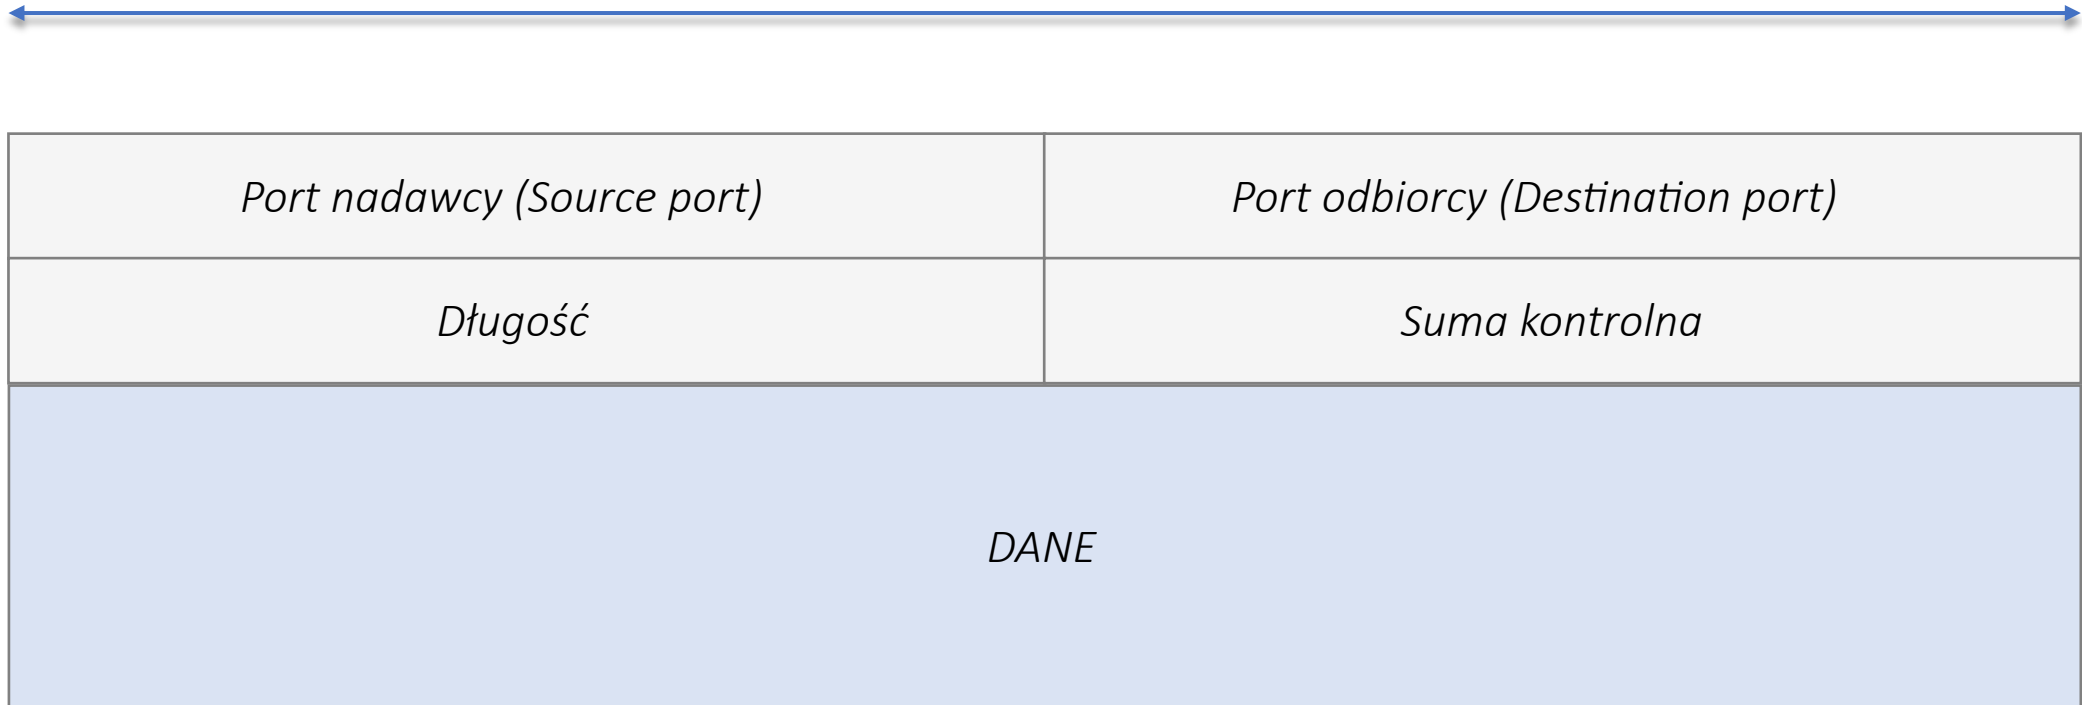 Port nadawcy (Source port)
Port odbiorcy (Destination port)
Długość
Suma kontrolna
DANE